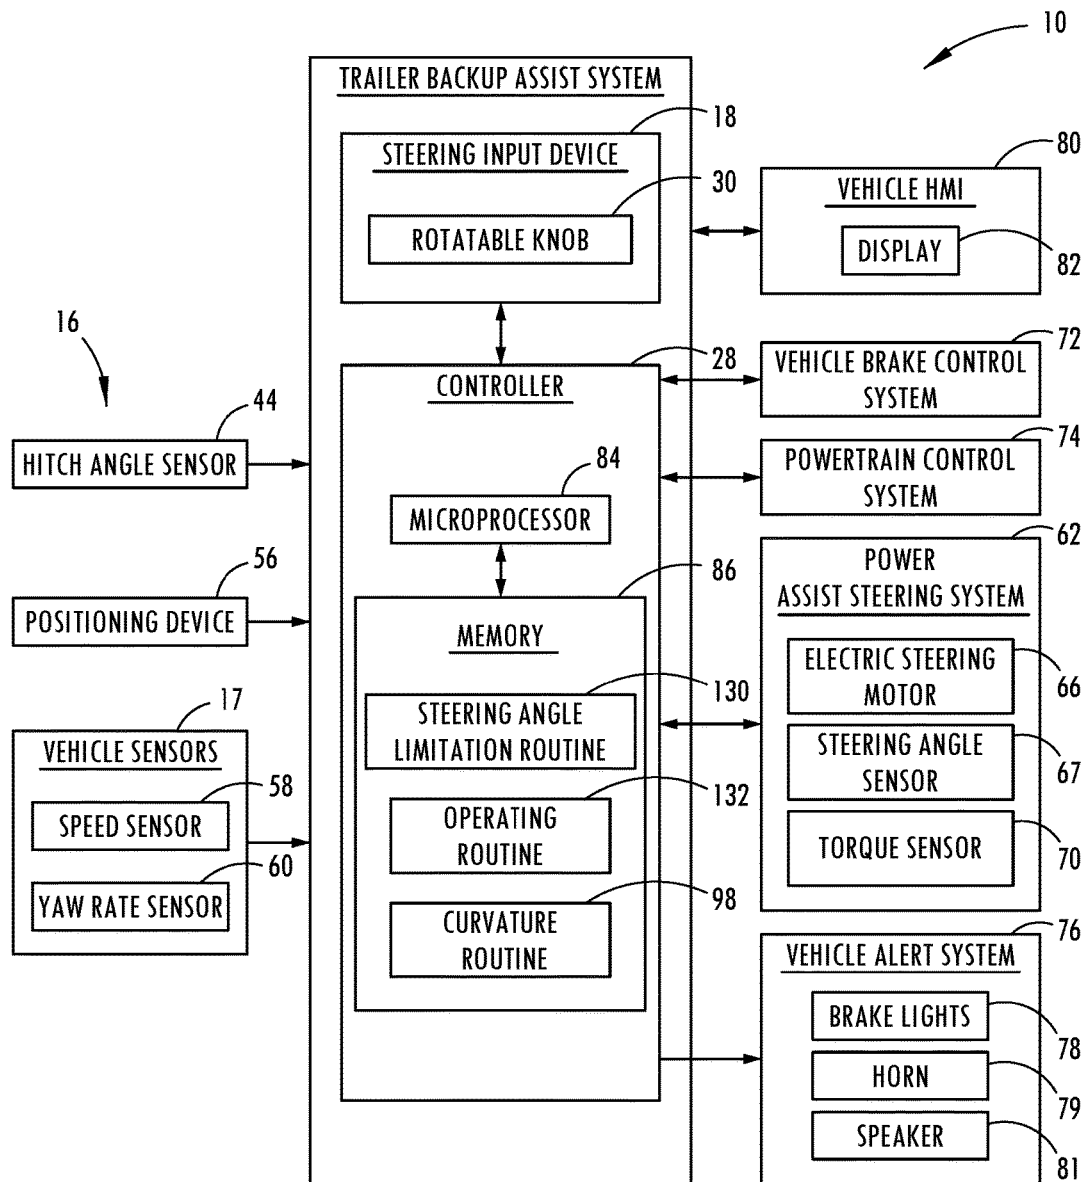 10
TRAILER BACKUP ASSIST SYSTEM
18
STEERING INPUT DEVICE
30
ROTATABLE KNOB
80
VEHICLE HMI
DISPLAY
82
16
28
CONTROLLER
72
VEHICLE BRAKE CONTROL
SYSTEM
44
HITCH ANGLE SENSOR
74
POWERTRAIN CONTROL
SYSTEM
84
MICROPROCESSOR
56
POSITIONING DEVICE
86
MEMORY
62
POWER
ASSIST STEERING SYSTEM
ELECTRIC STEERING
MOTOR
66
130
STEERING ANGLE
LIMITATION ROUTINE
STEERING ANGLE
SENSOR
67
17
VEHICLE SENSORS
58
SPEED SENSOR
60
YAW RATE SENSOR
132
OPERATING
ROUTINE
TORQUE SENSOR
70
98
CURVATURE
ROUTINE
76
VEHICLE ALERT SYSTEM
BRAKE LIGHTS
78
HORN
79
SPEAKER
81